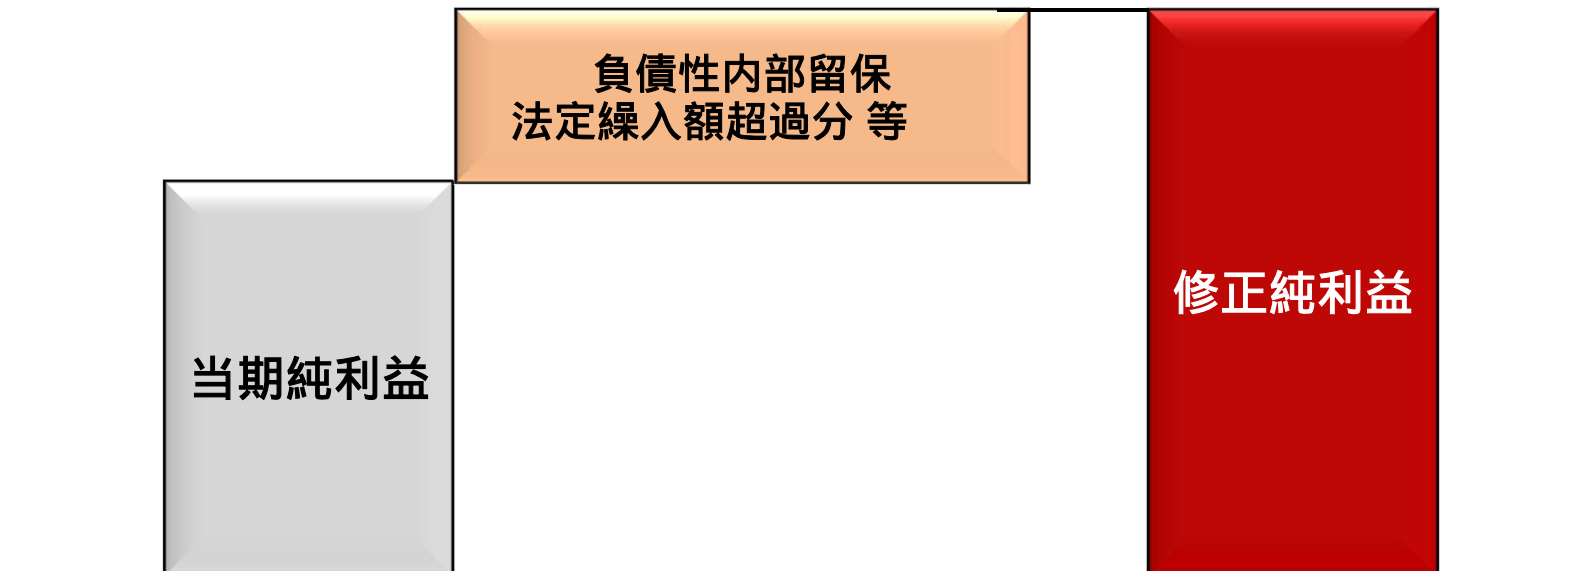 負債性内部留保
法定繰入額超過分 等
修正純利益
当期純利益